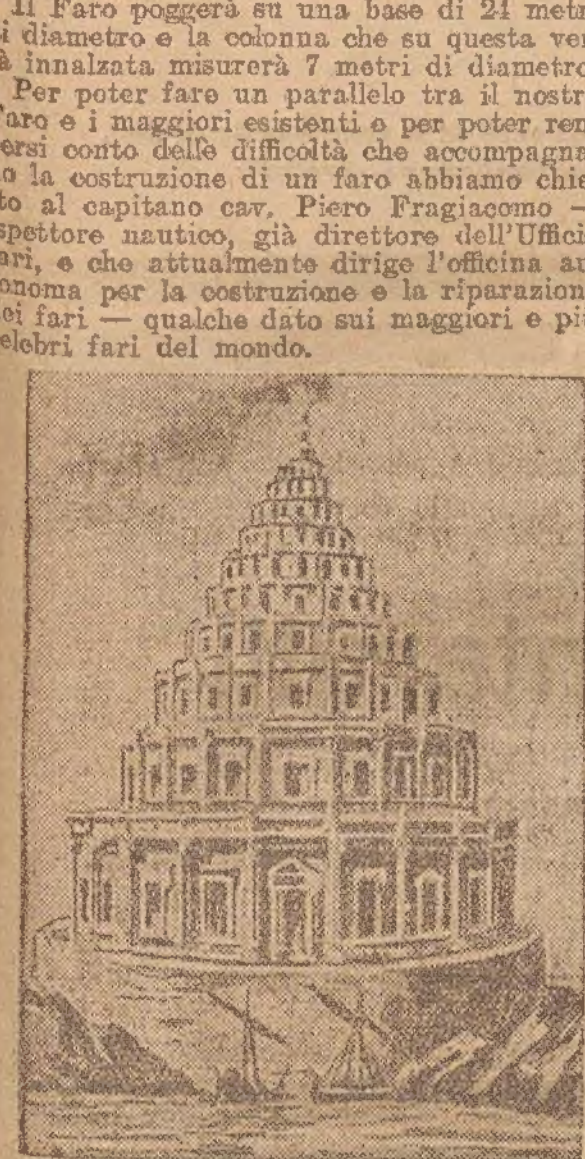 Il Faro poggerà su una base di 24 metr
i diametro e la colonna che su questa ver
à innalzata misurerà 7 metri di diametro
Per poter fare un parallelo tra il nostr
Faro e i maggiori esistenti e per poter ren
ersi conto delle difficoltà che accompagna
o la costruzione di un faro abbiamo chie
to al capitano cav. Piero Fragiacomo —
spettore nautico, già direttore dell'Uffici
ari, e che attualmente dirige l'officina au
onoma per la costruzione e la riparazion
ei fari — qualche dato sui maggiori e più
elebri fari del mondo.